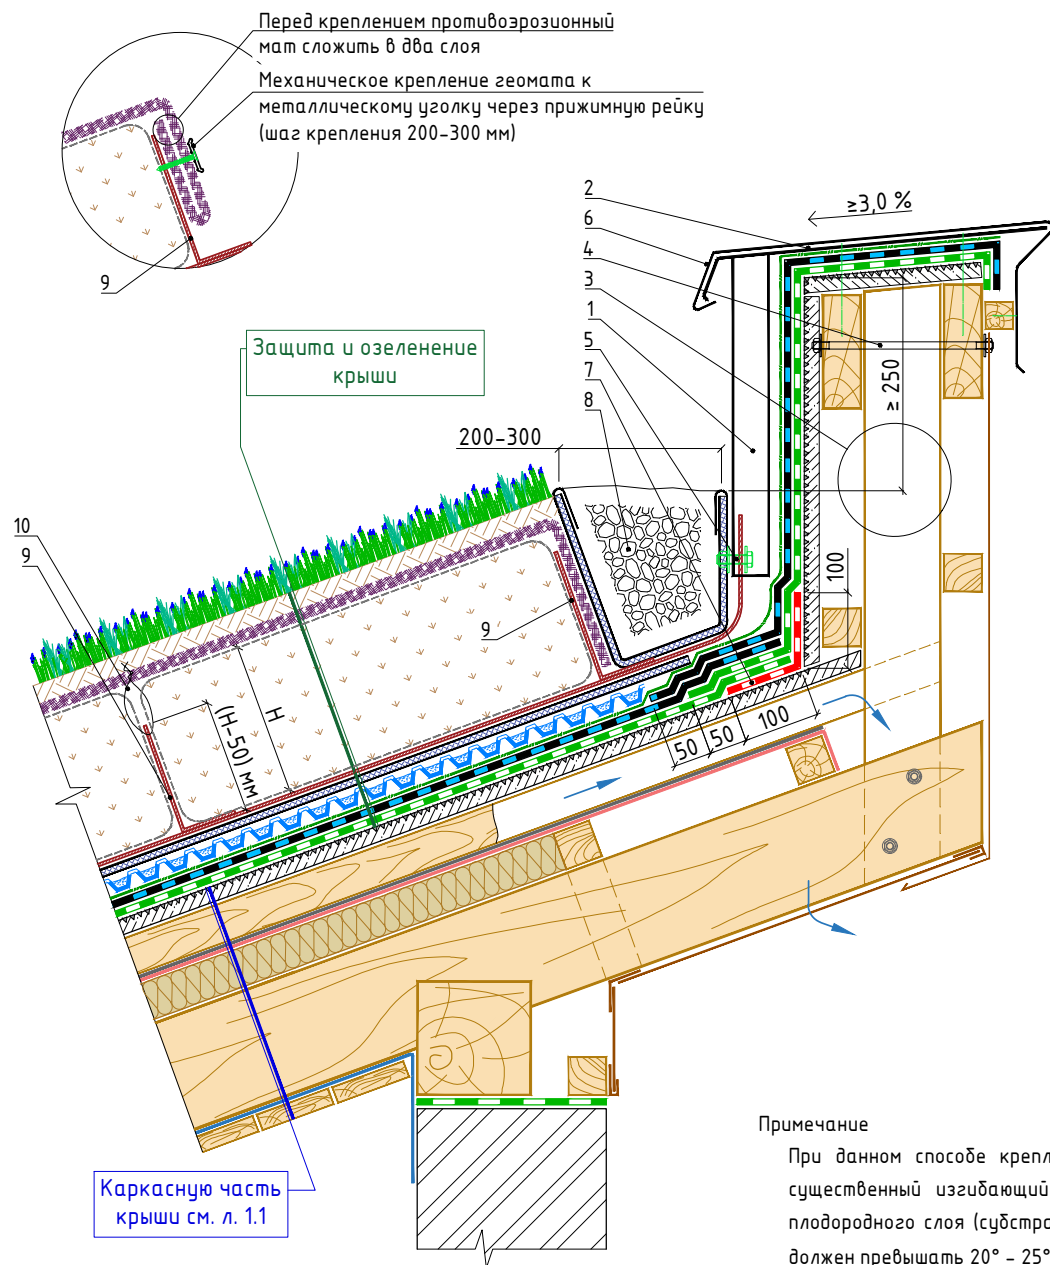 Перед креплением противоэрозионный
мат сложить в два слоя
Механическое крепление геомата к
металлическому уголку через прижимную рейку
(шаг крепления 200-300 мм)
9
2
6
4
3
1
5
7
8
≥3,0 %
Защита и озеленение
крыши
≥ 250
200-300
10
9
9
100
H
(H-50) мм
50
50
100
Каркасную часть
крыши см. л. 1.1
Примечание
При данном способе крепл
существенный изгибающий
плодородного слоя (субстра
должен превышать 20° - 25°